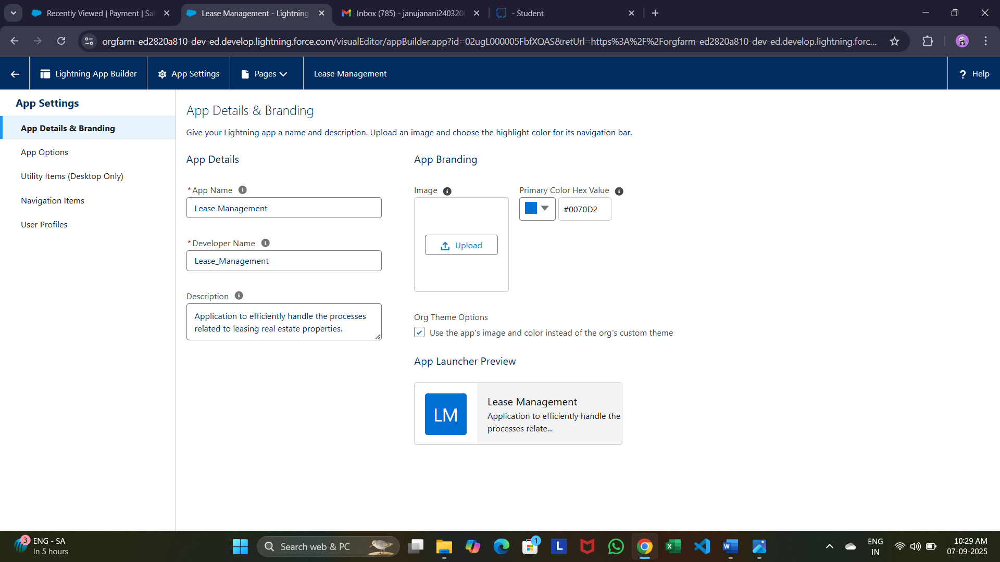 Recently Viewed | Payment | Sal
Lease Management - Lightning
Inbox (785) - janujanani240320
- Student
orgfarm-ed2820a810-dev-ed.develop.lightning.force.com/visualEditor/appBuilder.app?id=02ugL000005FbfXQAS&retUrl=https%3A%2F%2Forgfarm-ed2820a810-dev-ed.develop.lightning.forc...
Lightning App Builder
App Settings
Pages
Lease Management
? Help
App Settings
App Details & Branding
App Options
Utility Items (Desktop Only)
Navigation Items
User Profiles
App Details & Branding
Give your Lightning app a name and description. Upload an image and choose the highlight color for its navigation bar.
App Details
*App Name
Lease Management
*Developer Name
Lease_Management
Description
Application to efficiently handle the processes
related to leasing real estate properties.
App Branding
Image
Upload
Primary Color Hex Value
#0070D2
Org Theme Options
Use the app's image and color instead of the org's custom theme
App Launcher Preview
LM
Lease Management
Application to efficiently handle the
processes relate...
3
ENG - SA
In 5 hours
Search web & PC
1
L
ENG
IN
10:29 AM
07-09-2025